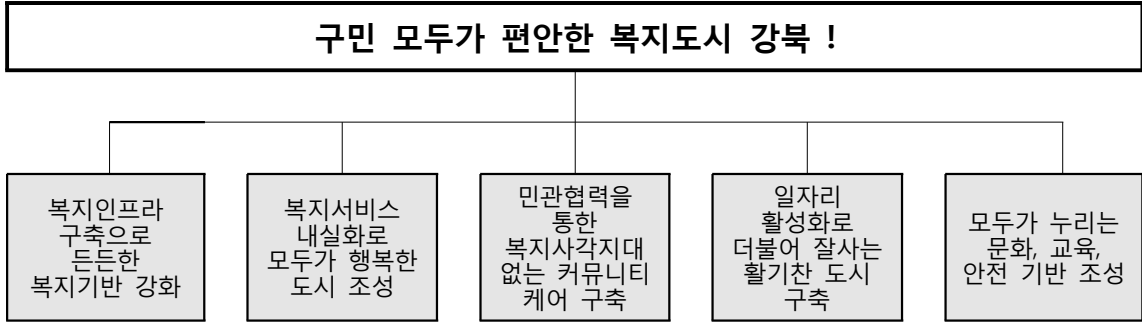 구민 모두가 편안한 복지도시 강북 !
복지인프라
구축으로
든든한
복지기반 강화
복지서비스
내실화로
모두가 행복한
도시 조성
민관협력을
통한
복지사각지대
없는 커뮤니티
케어 구축
일자리
활성화로
더불어 잘사는
활기찬 도시
구축
모두가 누리는
문화, 교육,
안전 기반 조성